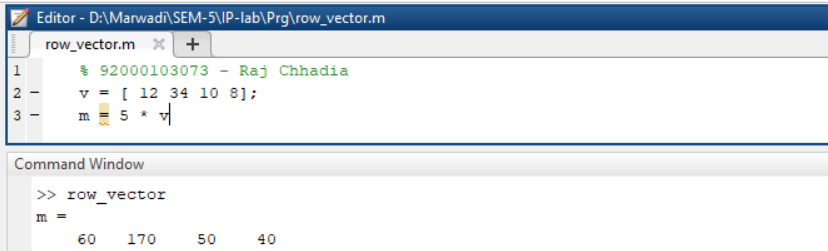 Editor - D:\Marwadi\SEM-5\IP-lab\Prg\row_vector.m
row_vector.m × +
1 % 92000103073 - Raj Chhadia
2 - v = [ 12 34 10 8];
3 - m = 5 * v
Command Window
>> row_vector
m =
60 170 50 40